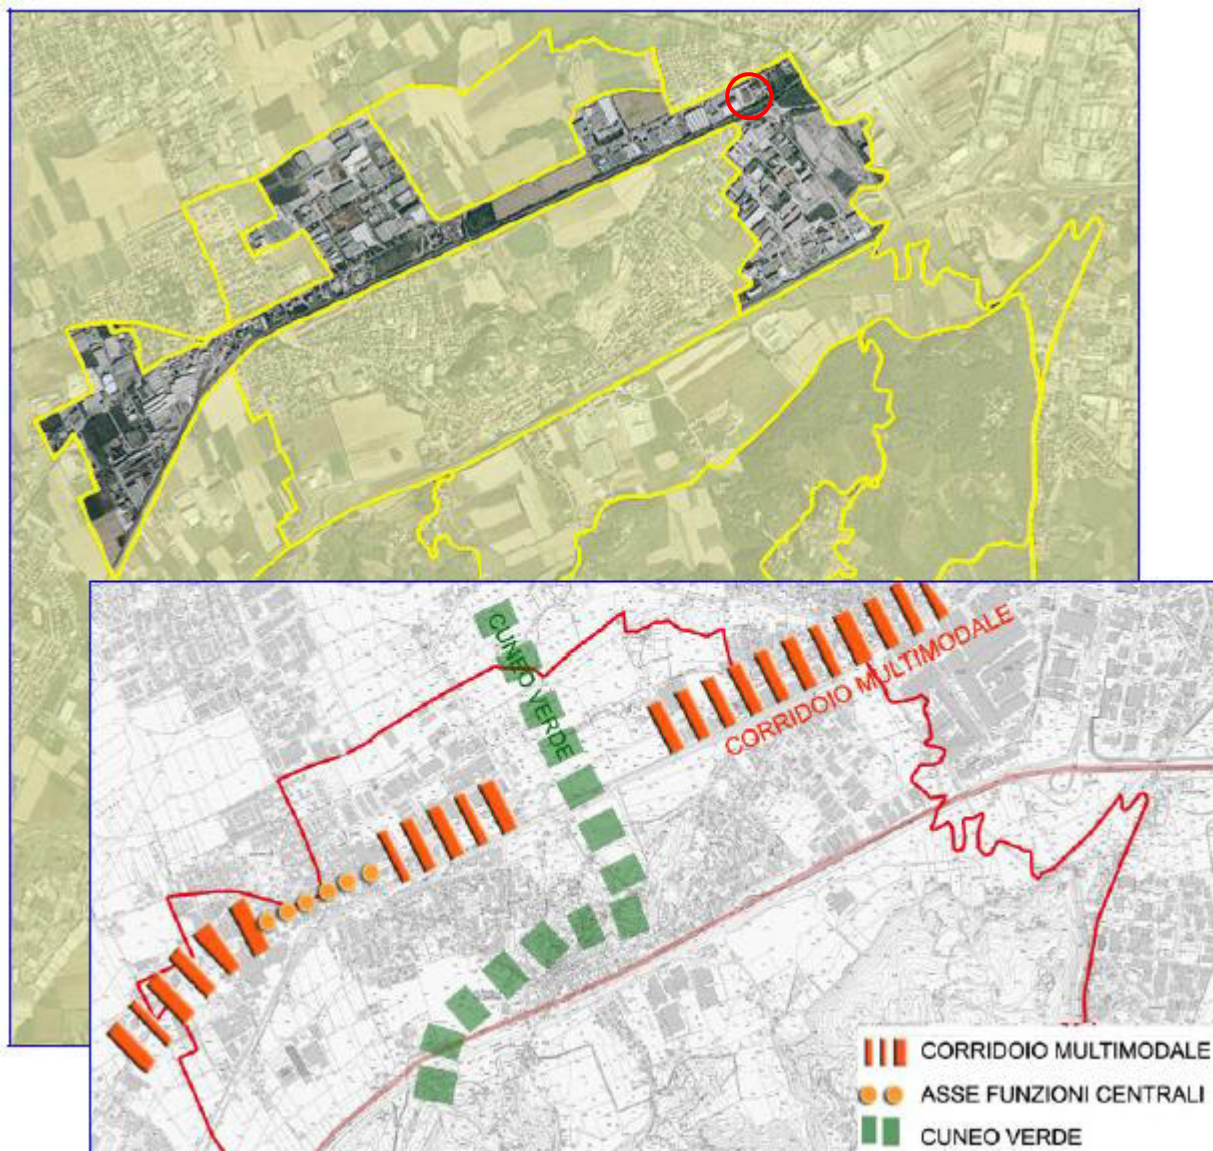 CUNEO VERDE
CORRIDOIO MULTIMODALE
CORRIDOIO MULTIMODALE
ASSE FUNZIONI CENTRALI
CUNEO VERDE